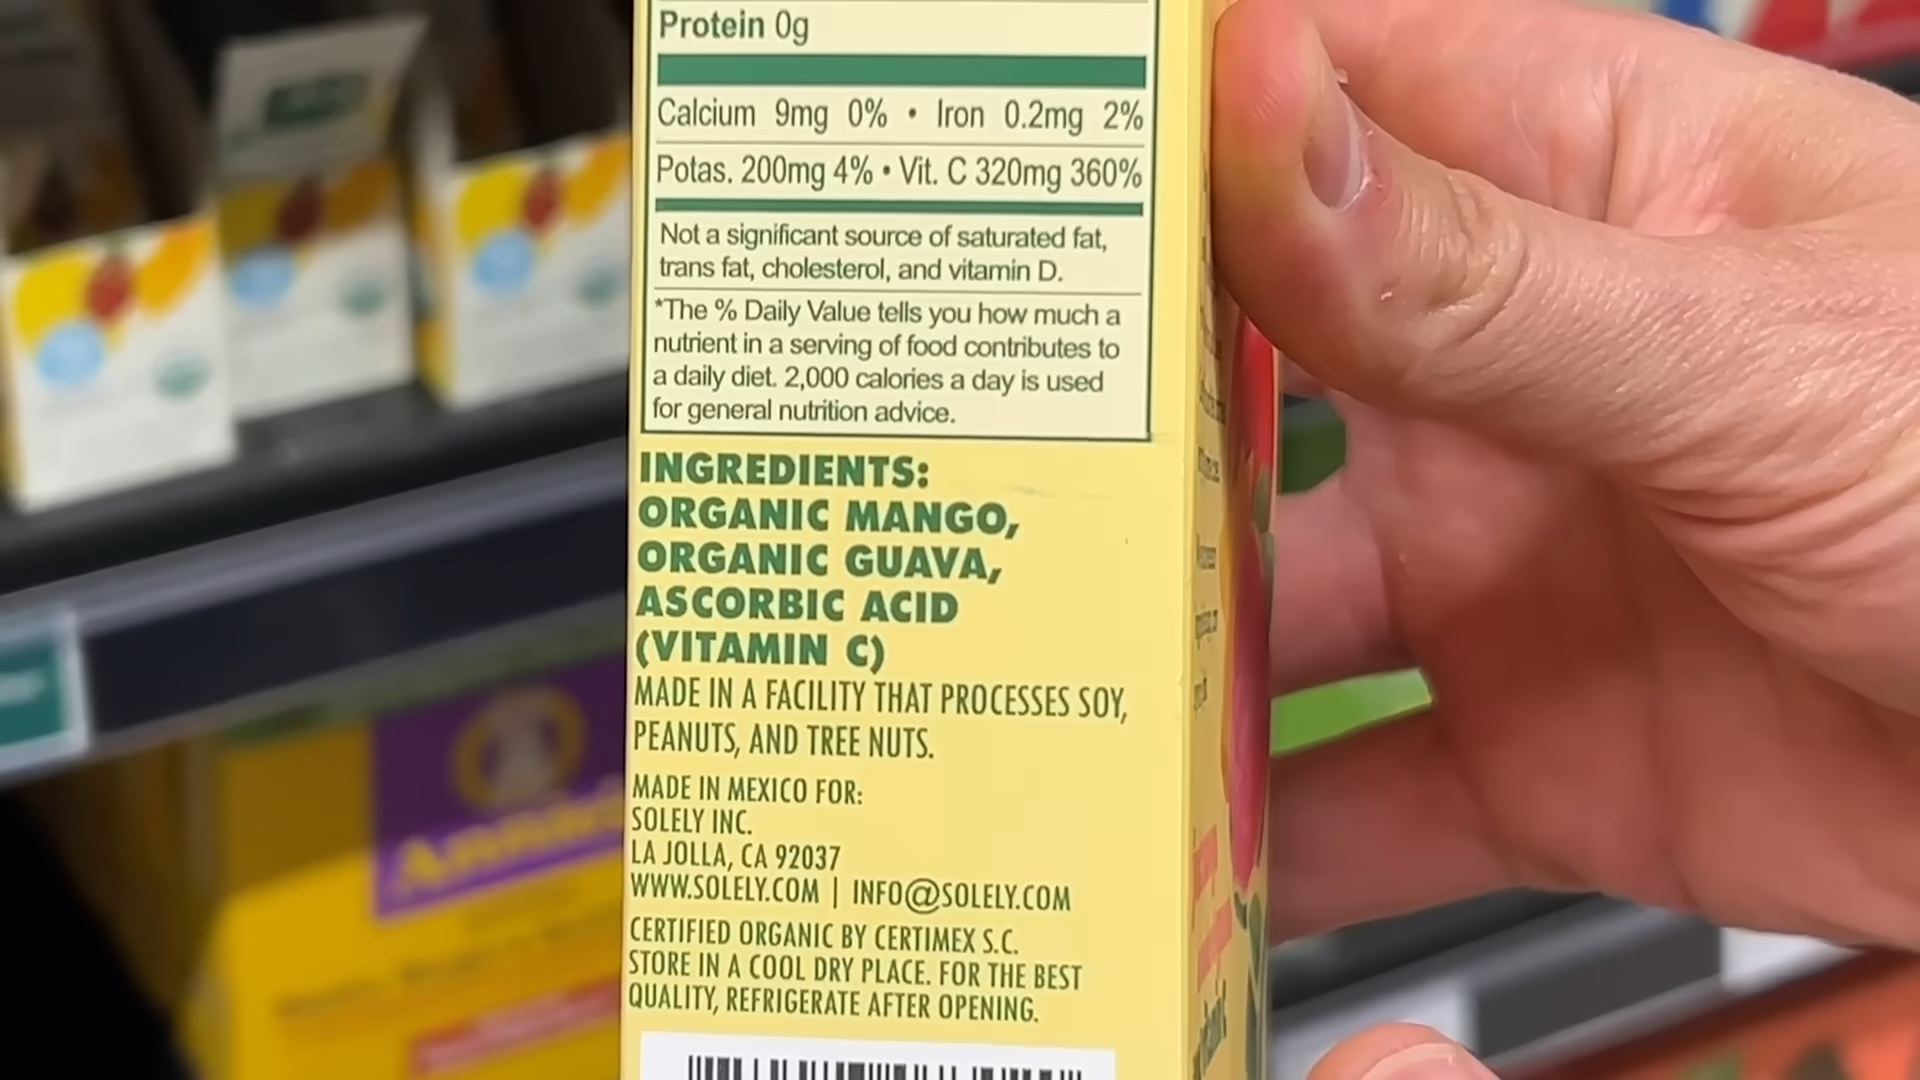 Protein 0g
Calcium 9mg 0% • Iron 0.2mg 2%
Potas. 200mg 4% • Vit. C 320mg 360%
Not a significant source of saturated fat,
trans fat, cholesterol, and vitamin D.
*The % Daily Value tells you how much a
nutrient in a serving of food contributes to
a daily diet. 2,000 calories a day is used
for general nutrition advice.
INGREDIENTS:
ORGANIC MANGO,
ORGANIC GUAVA,
ASCORBIC ACID
(VITAMIN C)
MADE IN A FACILITY THAT PROCESSES SOY,
PEANUTS, AND TREE NUTS.
MADE IN MEXICO FOR:
SOLELY INC.
LA JOLLA, CA 92037
WWW.SOLELY.COM | INFO@SOLELY.COM
CERTIFIED ORGANIC BY CERTIMEX S.C.
STORE IN A COOL DRY PLACE. FOR THE BEST
QUALITY, REFRIGERATE AFTER OPENING.
Annie's